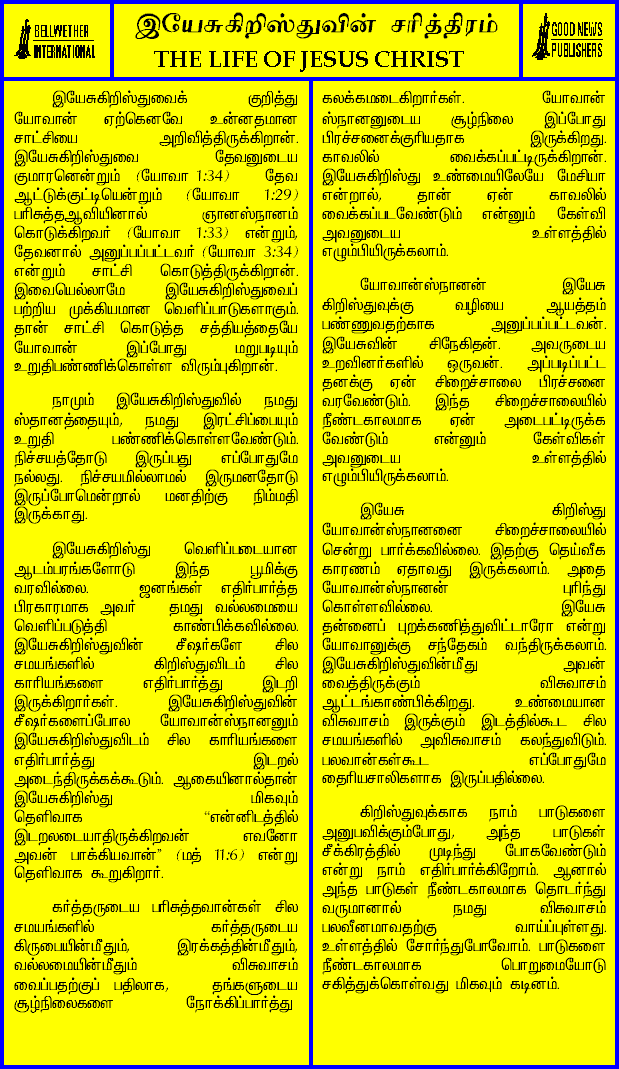 BELLWETHER
INTERNATIONAL
இயேசுகிறிஸ்துவின் சரித்திரம்
THE LIFE OF JESUS CHRIST
GOOD NEWS
PUBLISHERS
இயேசுகிறிஸ்துவைக் குறித்து
யோவான் ஏற்கெனவே உன்னதமான
சாட்சியை அறிவித்திருக்கிறான்.
இயேசுகிறிஸ்துவை தேவனுடைய
குமாரனென்றும் (யோவா 1:34) தேவ
ஆட்டுக்குட்டியென்றும் (யோவா 1:29)
பரிசுத்தஆவியினால் ஞானஸ்நானம்
கொடுக்கிறவர் (யோவா 1:33) என்றும்,
தேவனால் அனுப்பப்பட்டவர் (யோவா 3:34)
என்றும் சாட்சி கொடுத்திருக்கிறான்.
இவையெல்லாமே இயேசுகிறிஸ்துவைப்
பற்றிய முக்கியமான வெளிப்பாடுகளாகும்.
தான் சாட்சி கொடுத்த சத்தியத்தையே
யோவான் இப்போது மறுபடியும்
உறுதிபண்ணிக்கொள்ள விரும்புகிறான்.
நாமும் இயேசுகிறிஸ்துவில் நமது
ஸ்தானத்தையும், நமது இரட்சிப்பையும்
உறுதி பண்ணிக்கொள்ளவேண்டும்.
நிச்சயத்தோடு இருப்பது எப்போதுமே
நல்லது. நிச்சயமில்லாமல் இருமனதோடு
இருப்போமென்றால் மனதிற்கு நிம்மதி
இருக்காது.
இயேசுகிறிஸ்து வெளிப்படையான
ஆடம்பரங்களோடு இந்த பூமிக்கு
வரவில்லை. ஜனங்கள் எதிர்பார்த்த
பிரகாரமாக அவர் தமது வல்லமையை
வெளிப்படுத்தி காண்பிக்கவில்லை.
இயேசுகிறிஸ்துவின் சீஷர்களே சில
சமயங்களில் கிறிஸ்துவிடம் சில
காரியங்களை எதிர்பார்த்து இடறி
இருக்கிறார்கள். இயேசுகிறிஸ்துவின்
சீஷர்களைப்போல யோவான்ஸ்நானனும்
இயேசுகிறிஸ்துவிடம் சில காரியங்களை
எதிர்பார்த்து இடறல்
அடைந்திருக்கக்கூடும். ஆகையினால்தான்
இயேசுகிறிஸ்து மிகவும்
தெளிவாக “என்னிடத்தில்
இடறலடையாதிருக்கிறவன் எவனோ
அவன் பாக்கியவான்” (மத் 11:6) என்று
தெளிவாக கூறுகிறார்.
கர்த்தருடைய பரிசுத்தவான்கள் சில
சமயங்களில் கர்த்தருடைய
கிருபையின்மீதும், இரக்கத்தின்மீதும்,
வல்லமையின்மீதும் விசுவாசம்
வைப்பதற்குப் பதிலாக, தங்களுடைய
சூழ்நிலைகளை நோக்கிப்பார்த்து
கலக்கமடைகிறார்கள். யோவான்
ஸ்நானனுடைய சூழ்நிலை இப்போது
பிரச்சனைக்குரியதாக இருக்கிறது.
காவலில் வைக்கப்பட்டிருக்கிறான்.
இயேசுகிறிஸ்து உண்மையிலேயே மேசியா
என்றால், தான் ஏன் காவலில்
வைக்கப்படவேண்டும் என்னும் கேள்வி
அவனுடைய உள்ளத்தில்
எழும்பியிருக்கலாம்.
யோவான்ஸ்நானன் இயேசு
கிறிஸ்துவுக்கு வழியை ஆயத்தம்
பண்ணுவதற்காக அனுப்பப்பட்டவன்.
இயேசுவின் சிநேகிதன். அவருடைய
உறவினர்களில் ஒருவன். அப்படிப்பட்ட
தனக்கு ஏன் சிறைச்சாலை பிரச்சனை
வரவேண்டும். இந்த சிறைச்சாலையில்
நீண்டகாலமாக ஏன் அடைபட்டிருக்க
வேண்டும் என்னும் கேள்விகள்
அவனுடைய உள்ளத்தில்
எழும்பியிருக்கலாம்.
இயேசு கிறிஸ்து
யோவான்ஸ்நானனை சிறைச்சாலையில்
சென்று பார்க்கவில்லை. இதற்கு தெய்வீக
காரணம் ஏதாவது இருக்கலாம். அதை
யோவான்ஸ்நானன் புரிந்து
கொள்ளவில்லை. இயேசு
தன்னைப் புறக்கணித்துவிட்டாரோ என்று
யோவானுக்கு சந்தேகம் வந்திருக்கலாம்.
இயேசுகிறிஸ்துவின்மீது அவன்
வைத்திருக்கும் விசுவாசம்
ஆட்டங்காண்பிக்கிறது. உண்மையான
விசுவாசம் இருக்கும் இடத்தில்கூட சில
சமயங்களில் அவிசுவாசம் கலந்துவிடும்.
பலவான்கள்கூட எப்போதுமே
தைரியசாலிகளாக இருப்பதில்லை.
கிறிஸ்துவுக்காக நாம் பாடுகளை
அனுபவிக்கும்போது, அந்த பாடுகள்
சீக்கிரத்தில் முடிந்து போகவேண்டும்
என்று நாம் எதிர்பார்க்கிறோம். ஆனால்
அந்த பாடுகள் நீண்டகாலமாக தொடர்ந்து
வருமானால் நமது விசுவாசம்
பலவீனமாவதற்கு வாய்ப்புள்ளது.
உள்ளத்தில் சோர்ந்துபோவோம். பாடுகளை
நீண்டகாலமாக பொறுமையோடு
சகித்துக்கொள்வது மிகவும் கடினம்.